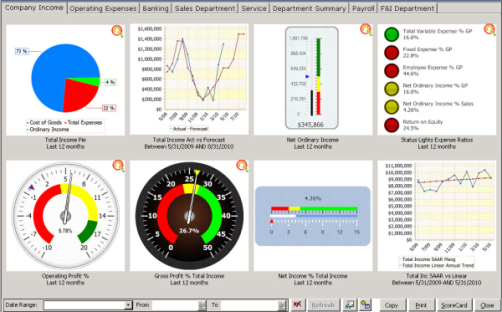 Company Income Operating Expenses Banking Sales Department Service Department Summary Payroll F&I Department
73 %
4 %
22 %
Cost of Goods Total Expenses
Ordinary Income
Total Income Pie
Last 12 months
$1,400,000
$1,200,000
$1,000,000
$800,000
$600,000
$400,000
$200,000
$0
Actual Forecast
Total Income Act vs Forecast
Between 5/31/2009 AND 8/31/2010
$345,866
Net Ordinary Income
Last 12 months
Total Variable Expense % GP
16.6%
Fixed Expense % GP
22.8%
Employee Expense % GP
44.6%
Net Ordinary Income % GP
16.0%
Net Ordinary Income % Sales
4.26%
Return on Equity
24.5%
Status Lights Expense Ratios
Last 12 months
5.78%
Operating Profit %
Last 12 months
10 15 20 25 30 35 40 45 50
26.7%
Gross Profit % Total Income
Last 12 months
4.26%
0 3 6 9 12 15
Net Income % Total Income
Last 12 months
$11,000,000
$10,000,000
$9,000,000
$8,000,000
$7,000,000
$6,000,000
$5,000,000
$4,000,000
$3,000,000
$2,000,000
$1,000,000
$0
Total Income SAAR Mavg
Total Income Linear Annual Trend
Total Inc SAAR vs Linear
Between 5/31/2009 AND 5/31/2010
Date Range: From To Refresh Copy Print ScoreCard Close